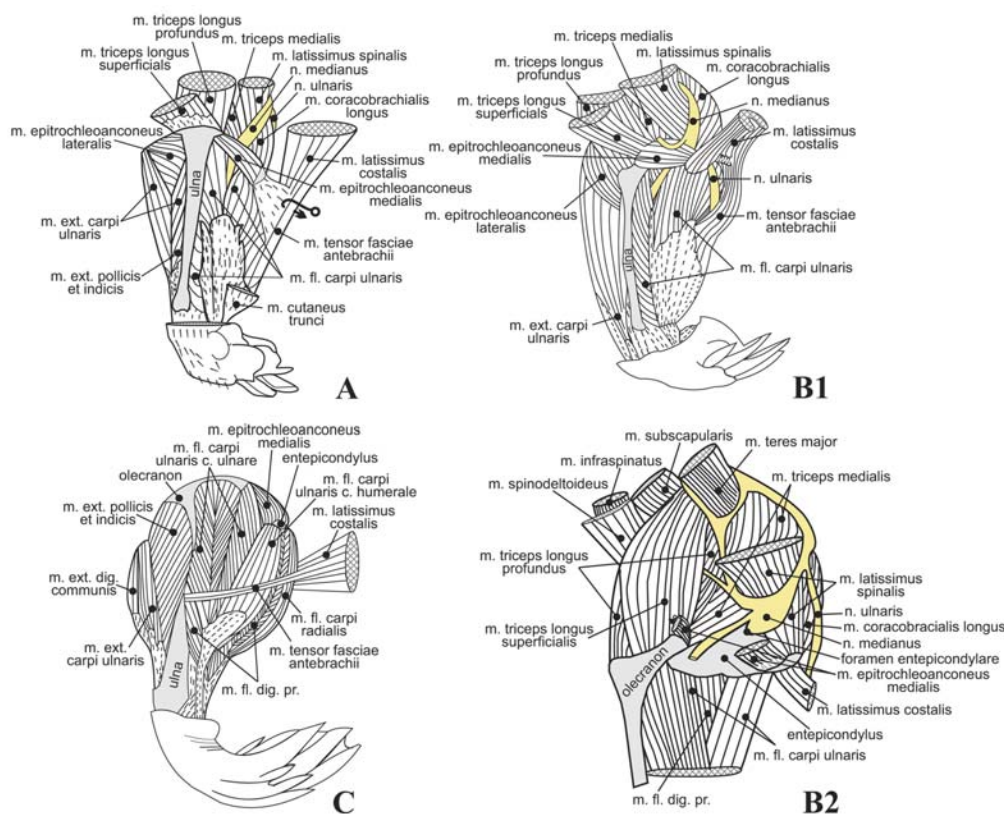 m. triceps longus
profundus
m. triceps medialis
m. triceps longus
superficials
m. latissimus spinalis
n. medianus
n. ulnaris
m. coracobrachialis
longus
m. epitrochleoanconeus
lateralis
ulna
m. latissimus
costalis
m. epitrochleoanconeus
medialis
m. ext. carpi
ulnaris
m. tensor fasciae
antebrachii
m. ext. pollicis
et indicis
m. fl. carpi ulnaris
m. cutaneus
trunci
A
m. triceps medialis
m. latissimus spinalis
m. triceps longus
profundus
m. coracobrachialis
longus
m. triceps longus
superficials
n. medianus
m. epitrochleoanconeus
medialis
m. latissimus
costalis
n. ulnaris
m. epitrochleoanconeus
lateralis
m. tensor fasciae
antebrachii
ulna
m. fl. carpi ulnaris
m. ext. carpi
ulnaris
B1
m. epitrochleoanconeus
medialis
m. fl. carpi
ulnaris c. ulnare
entepicondylus
olecranon
m. fl. carpi
ulnaris c. humerale
m. ext. pollicis
et indicis
m. latissimus
costalis
m. ext. dig.
communis
m. fl. carpi
radialis
m. ext.
carpi ulnaris
m. tensor fasciae
antebrachii
ulna
m. fl. dig. pr.
C
m. subscapularis
m. teres major
m. infraspinatus
m. triceps medialis
m. spinodeltoideus
m. triceps longus
profundus
m. latissimus
spinalis
m. triceps longus
superficials
n. ulnaris
m. coracobracialis longus
n. medianus
foramen entepicondylare
m. epitrochleoanconeus
medialis
olecranon
m. latissimus costalis
entepicondylus
m. fl. carpi ulnaris
m. fl. dig. pr.
B2